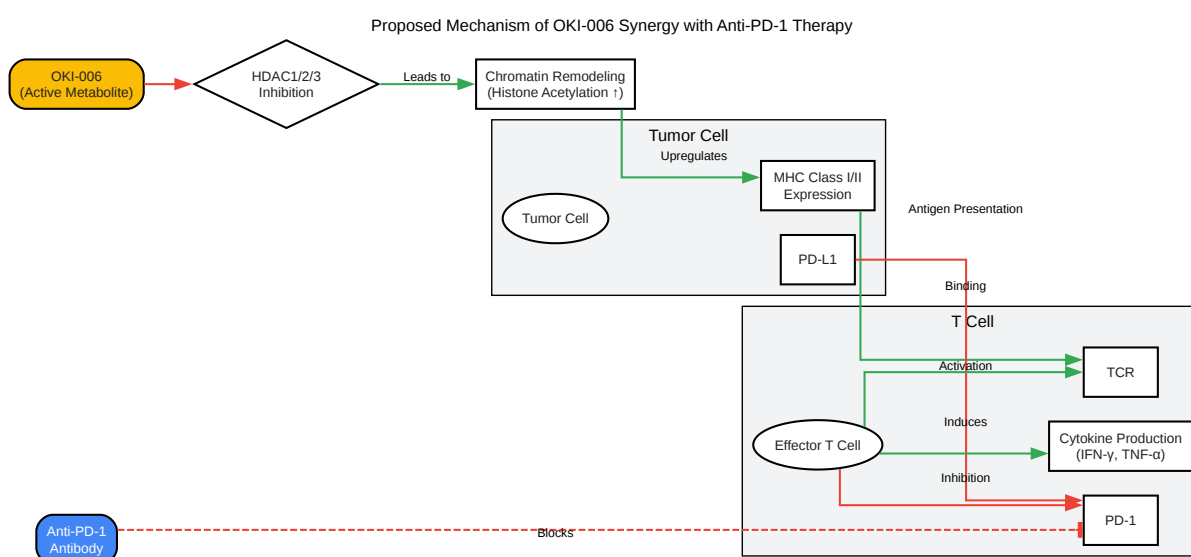 Proposed Mechanism of OKI-006 Synergy with Anti-PD-1 Therapy
OKI-006
(Active Metabolite)
HDAC1/2/3
Inhibition
Leads to
Chromatin Remodeling
(Histone Acetylation ↑)
Tumor Cell
Upregulates
MHC Class I/II
Expression
Tumor Cell
Antigen Presentation
PD-L1
Binding
T Cell
Activation
TCR
Effector T Cell
Induces
Cytokine Production
(IFN-γ, TNF-α)
Inhibition
PD-1
Anti-PD-1
Antibody
Blocks